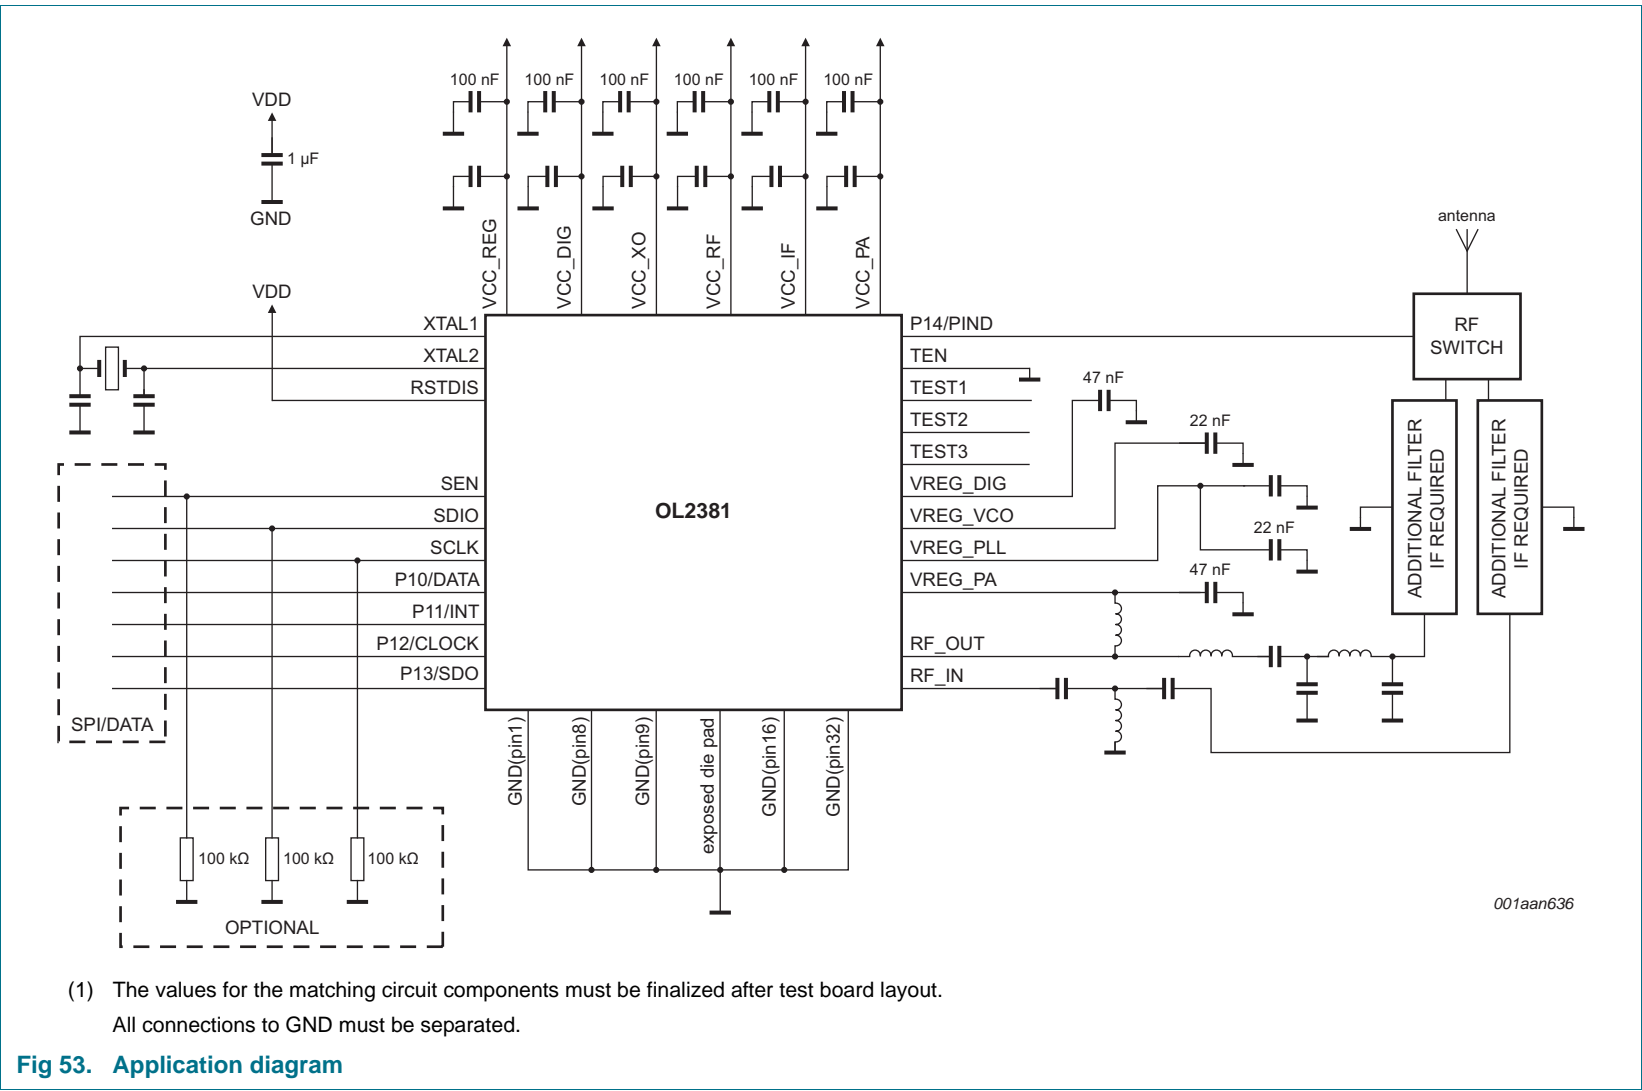 100 nF 100 nF 100 nF 100 nF 100 nF 100 nF
VDD
1 µF
GND
VCC_REG
VCC_DIG
VCC_XO
VCC_RF
VCC_IF
VCC_PA
antenna
RF
SWITCH
VDD
XTAL1
XTAL2
RSTDIS
SEN
SDIO
SCLK
P10/DATA
P11/INT
P12/CLOCK
P13/SDO
SPI/DATA
OL2381
P14/PIND
TEN
TEST1
TEST2
TEST3
VREG_DIG
VREG_VCO
VREG_PLL
VREG_PA
RF_OUT
RF_IN
47 nF
22 nF
22 nF
47 nF
ADDITIONAL FILTER
IF REQUIRED
ADDITIONAL FILTER
IF REQUIRED
GND(pin1)
GND(pin8)
GND(pin9)
exposed die pad
GND(pin16)
GND(pin32)
100 kΩ 100 kΩ 100 kΩ
OPTIONAL
001aan636
(1) The values for the matching circuit components must be finalized after test board layout.
All connections to GND must be separated.
Fig 53. Application diagram